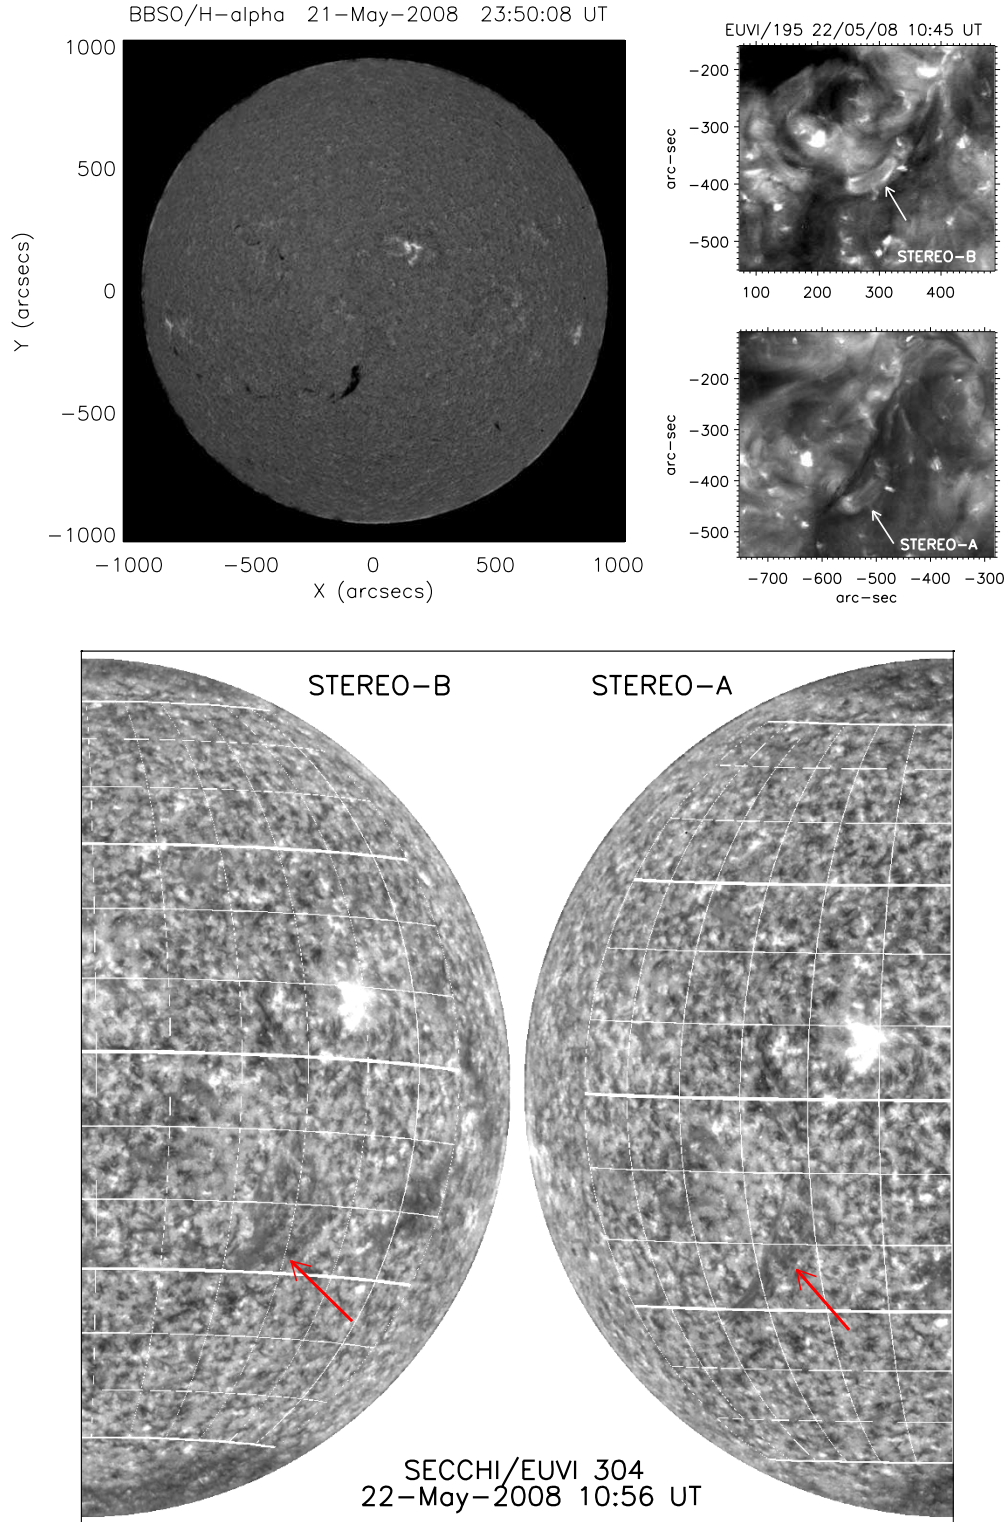 BBSO/H-alpha 21-May-2008 23:50:08 UT
1000
500
0
-500
-1000
Y (arcsecs)
-1000 -500 0 500 1000
X (arcsecs)
EUVI/195 22/05/08 10:45 UT
-200
-300
-400
-500
arc-sec
STEREO-B
100 200 300 400
-200
-300
-400
-500
arc-sec
STEREO-A
-700 -600 -500 -400 -300
arc-sec
STEREO-B STEREO-A
SECCHI/EUVI 304
22-May-2008 10:56 UT